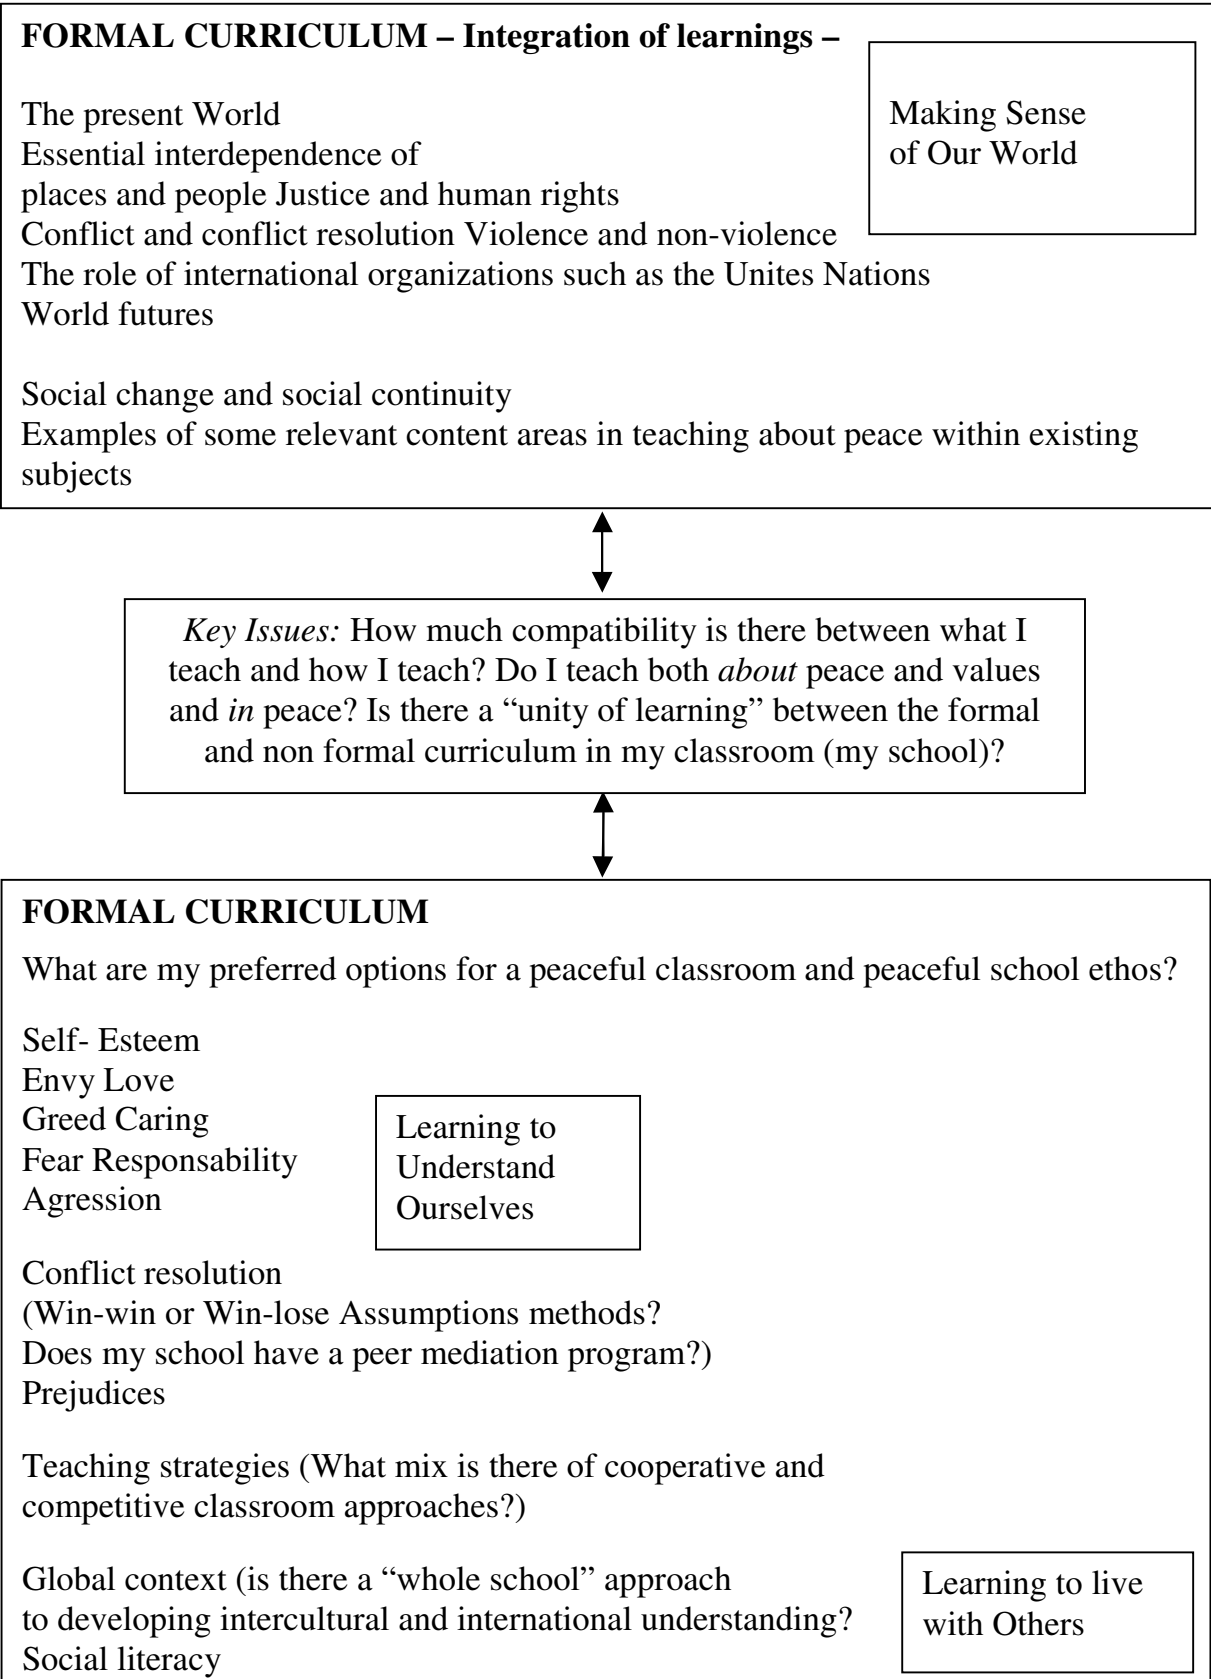 FORMAL CURRICULUM – Integration of learnings –
Making Sense
of Our World
The present World
Essential interdependence of
places and people Justice and human rights
Conflict and conflict resolution Violence and non-violence
The role of international organizations such as the Unites Nations
World futures
Social change and social continuity
Examples of some relevant content areas in teaching about peace within existing
subjects
Key Issues: How much compatibility is there between what I
teach and how I teach? Do I teach both about peace and values
and in peace? Is there a “unity of learning” between the formal
and non formal curriculum in my classroom (my school)?
FORMAL CURRICULUM
What are my preferred options for a peaceful classroom and peaceful school ethos?
Self- Esteem
Envy Love
Greed Caring
Fear Responsability
Agression
Learning to
Understand
Ourselves
Conflict resolution
(Win-win or Win-lose Assumptions methods?
Does my school have a peer mediation program?)
Prejudices
Teaching strategies (What mix is there of cooperative and
competitive classroom approaches?)
Global context (is there a “whole school” approach
to developing intercultural and international understanding?
Social literacy
Learning to live
with Others